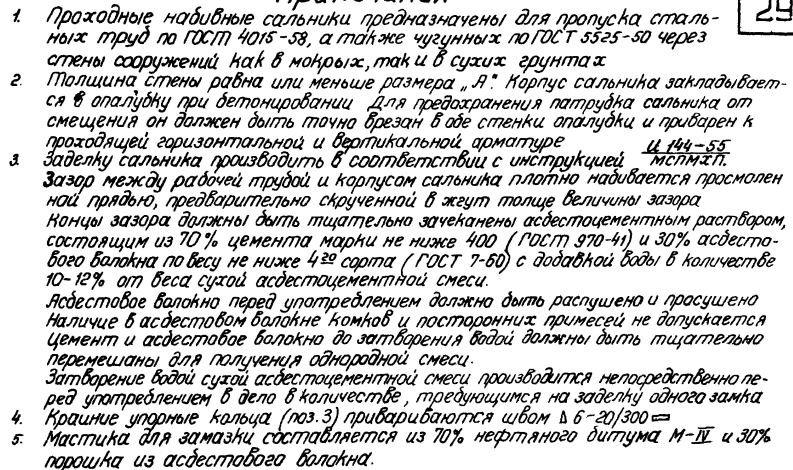 29
1. Проходные набивные сальники предназначены для пропуска сталь-
ных труб по ГОСТ 4015-58, а также чугунных по ГОСТ 5525-50 через
стены сооружений как в мокрых, так и в сухих грунтах
2. Толщина стены равна или меньше размера „Я". Корпус сальника закладывает-
ся в опалубку при бетонировании Для предохранения патрубка сальника от
смещения он должен быть точно врезан в обе стенки опалубки и приварен к
проходящей горизонтальной и вертикальной арматуре
3. Заделку сальника производить в соответствии с инструкцией И 144-55 / МСПМХП.
Зазор между рабочей трубой и корпусом сальника плотно набивается просмолен
ной прядью, предварительно скрученной в жгут толще величины зазора
Концы зазора должны быть тщательно зачеканены асбестоцементным раствором,
состоящим из 70% цемента марки не ниже 400 (ГОСТ 970-41) и 30% асбесто-
вого волокна по весу не ниже 4го сорта (ГОСТ 7-60) с добавкой воды в количестве
10-12% от веса сухой асбестоцементной смеси.
Асбестовое волокно перед употреблением должно быть распушено и просушено
Наличие в асбестовом волокне комков и посторонних примесей не допускается
Цемент и асбестовое волокно до затворения водой должны быть тщательно
перемешаны для получения однородной смеси.
Затворение водой сухой асбестоцементной смеси производится непосредственно пе-
ред употреблением в дело в количестве, требующимся на заделку одного замка
4. Крайние упорные кольца (поз. 3) привариваются швом Δ 6-20/300
5. Мастика для замазки составляется из 70% нефтяного битума М-IV и 30%
порошка из асбестового волокна.